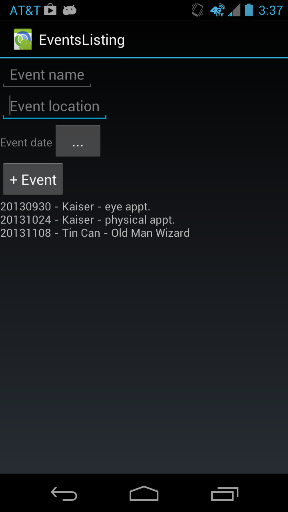 AT&T 3:37
EventsListing
Event name
Event location
Event date ...
+ Event
20130930 - Kaiser - eye appt.
20131024 - Kaiser - physical appt.
20131108 - Tin Can - Old Man Wizard